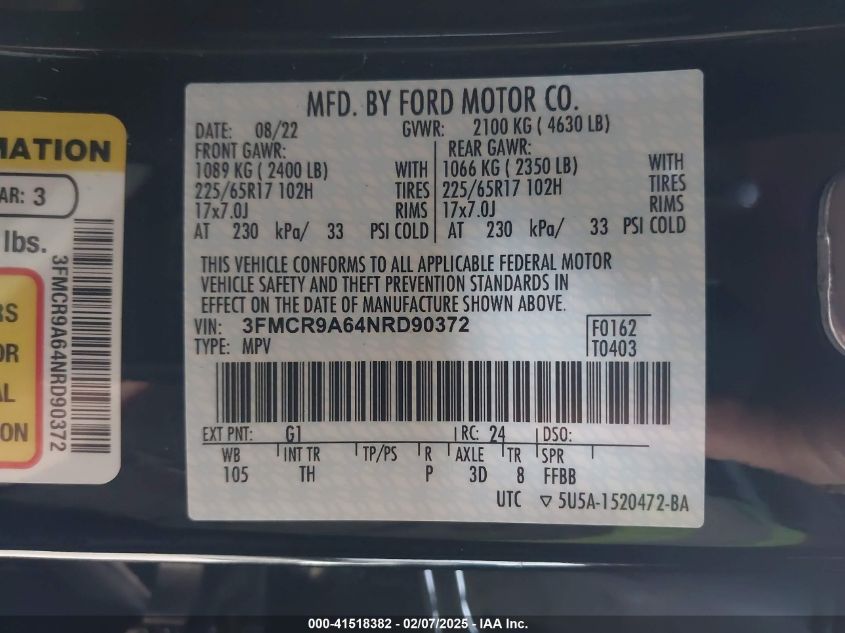 MATION
AR: 3
lbs.
RS
OR
AL
ON
3FMCR9A64NRD90372
MFD. BY FORD MOTOR CO.
DATE: 08/22 GVWR: 2100 KG ( 4630 LB)
FRONT GAWR: REAR GAWR:
1089 KG ( 2400 LB) WITH 1066 KG ( 2350 LB) WITH
225/65R17 102H TIRES 225/65R17 102H TIRES
17x7.0J RIMS 17x7.0J RIMS
AT 230 kPa/ 33 PSI COLD AT 230 kPa/ 33 PSI COLD
THIS VEHICLE CONFORMS TO ALL APPLICABLE FEDERAL MOTOR
VEHICLE SAFETY AND THEFT PREVENTION STANDARDS IN
EFFECT ON THE DATE OF MANUFACTURE SHOWN ABOVE.
VIN: 3FMCR9A64NRD90372 F0162
TYPE: MPV T0403
EXT PNT: G1 RC: 24 DSO:
WB INT TR TP/PS R AXLE TR SPR
105 TH P 3D 8 FFBB
UTC ▽ 5U5A-1520472-BA
000-41518382 - 02/07/2025 - IAA Inc.